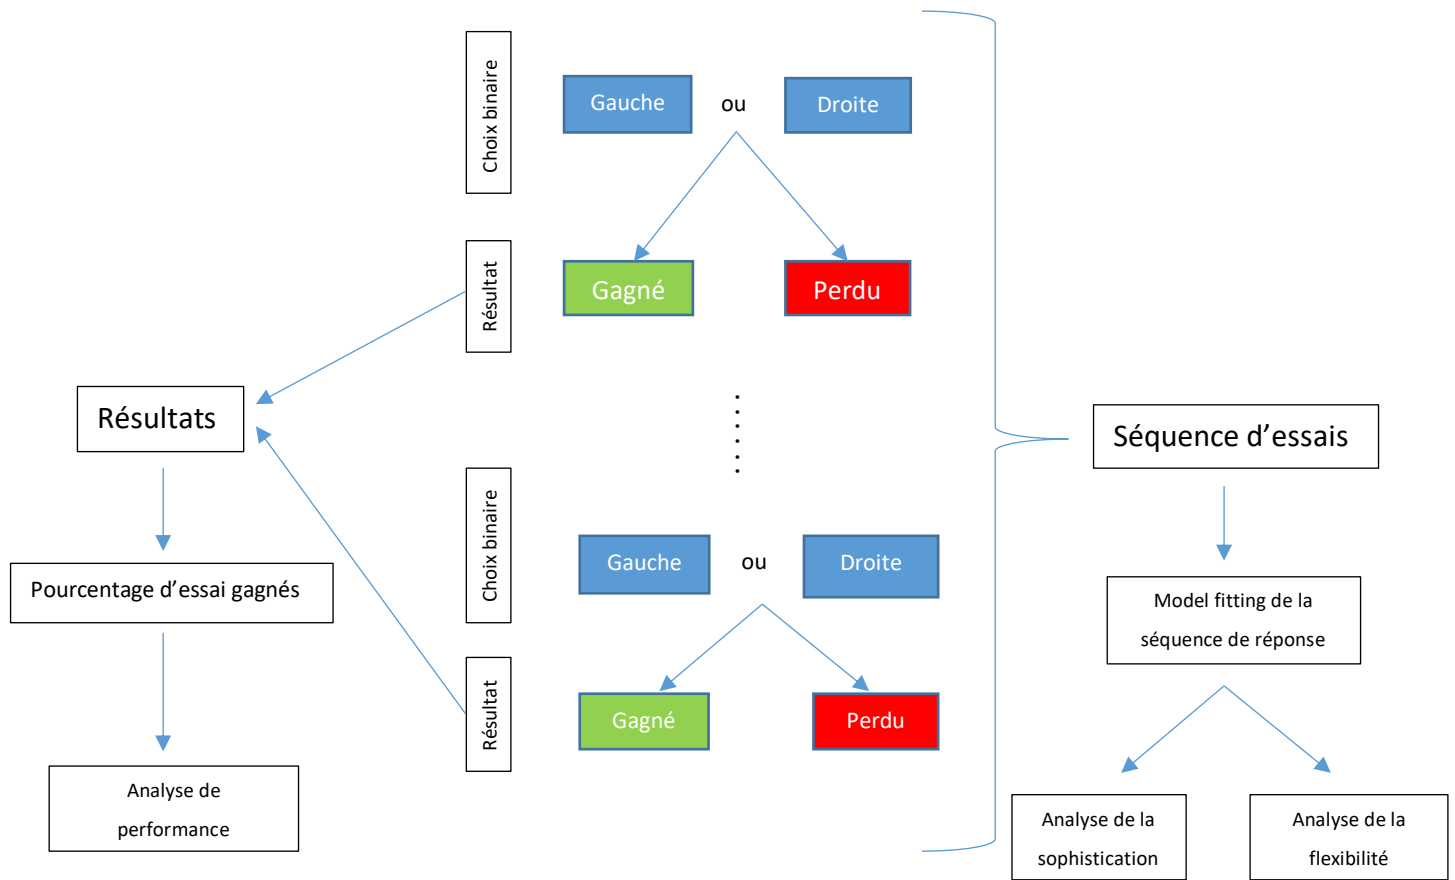 Choix binaire
Gauche
ou
Droite
Résultat
Gagné
Perdu
Résultats
Séquence d’essais
Choix binaire
Gauche
ou
Droite
Pourcentage d’essai gagnés
Model fitting de la
séquence de réponse
Résultat
Gagné
Perdu
Analyse de
performance
Analyse de la
sophistication
Analyse de la
flexibilité